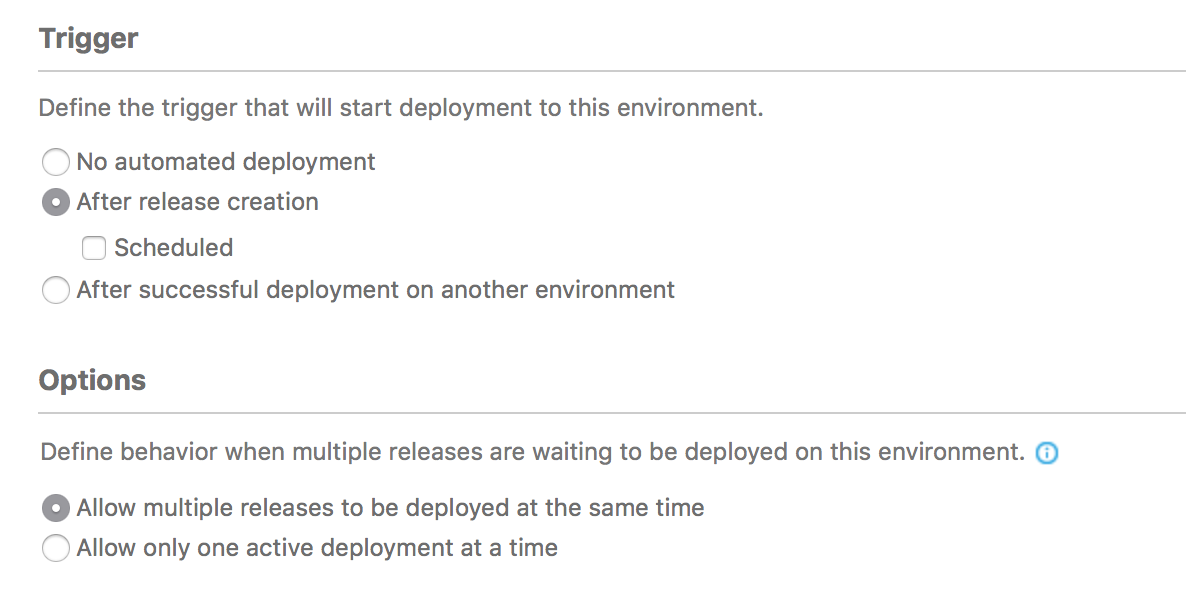 Trigger
Define the trigger that will start deployment to this environment.
No automated deployment
After release creation
Scheduled
After successful deployment on another environment
Options
Define behavior when multiple releases are waiting to be deployed on this environment.
Allow multiple releases to be deployed at the same time
Allow only one active deployment at a time